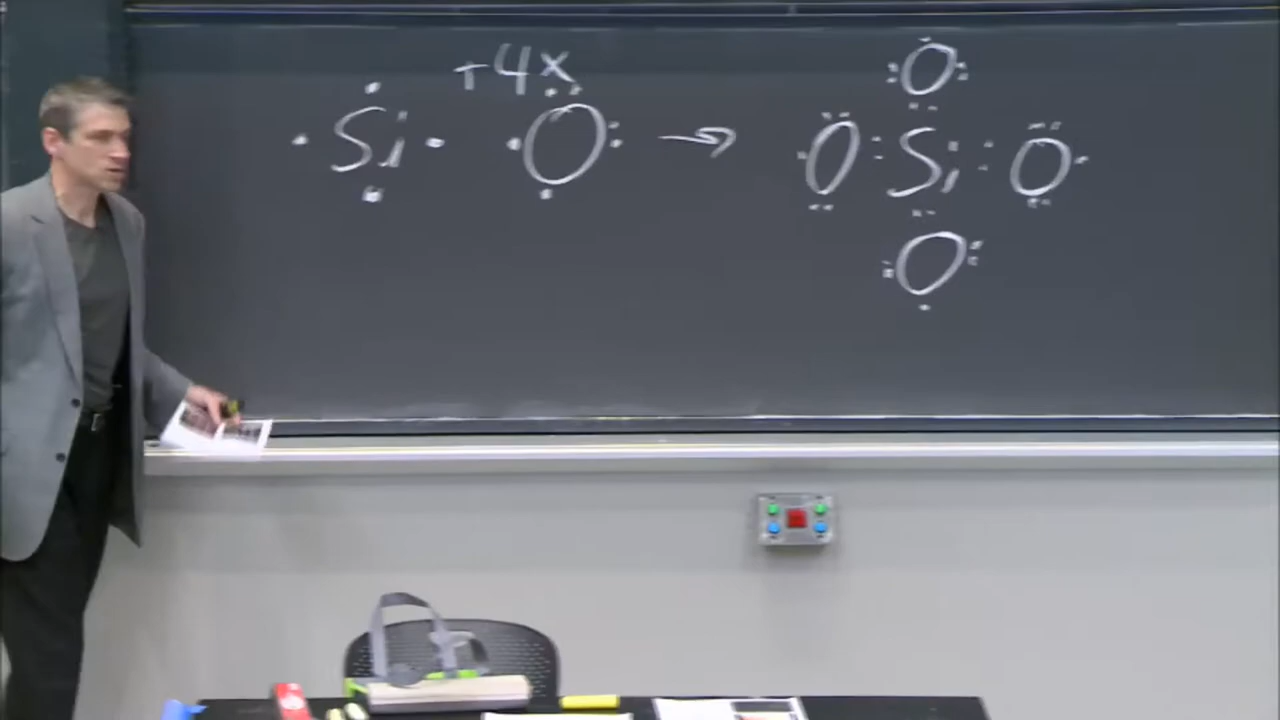 +4x
·Si· ·O: → O:Si:O
O
O